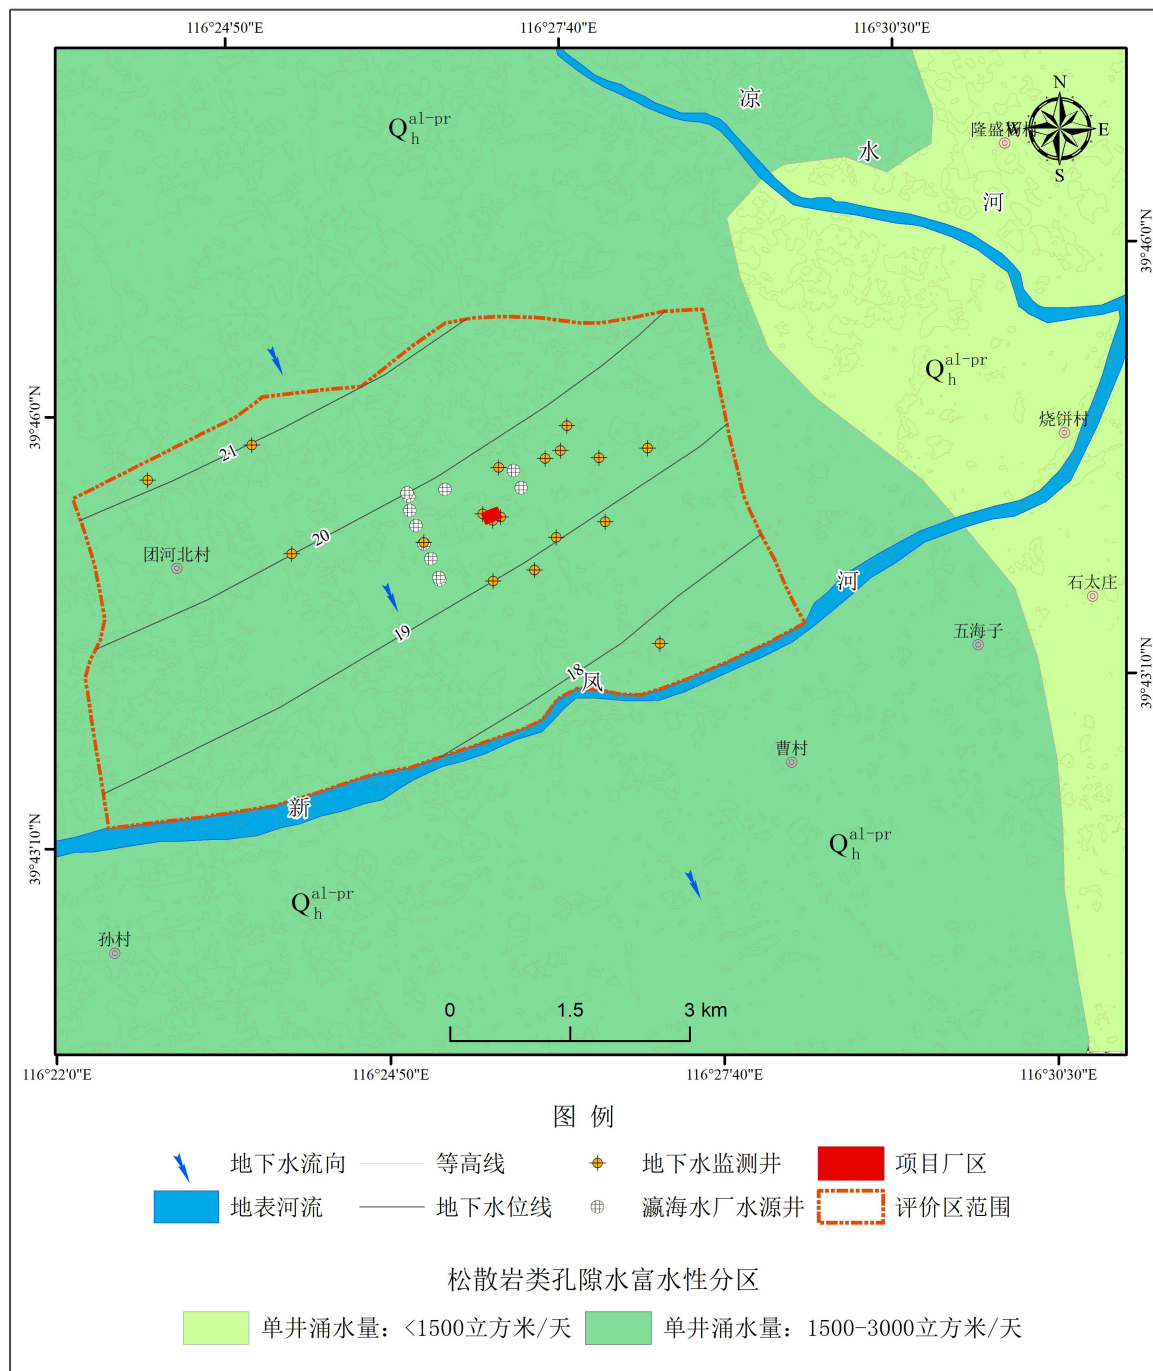 116°24'50"E 116°27'40"E 116°30'30"E
凉
水
河
N
W E
S
隆盛
Q h al-pr
39°46'0"N
Q h al-pr
烧饼村
39°46'0"N
21
20
19
18
团河北村
河
石太庄
五海子
凤
39°43'10"N
曹村
新
39°43'10"N
Q h al-pr
Q h al-pr
孙村
0 1.5 3 km
116°22'0"E 116°24'50"E 116°27'40"E 116°30'30"E
图 例
地下水流向 等高线 地下水监测井 项目厂区
地表河流 地下水位线 瀛海水厂水源井 评价区范围
松散岩类孔隙水富水性分区
单井涌水量：<1500立方米/天 单井涌水量：1500-3000立方米/天